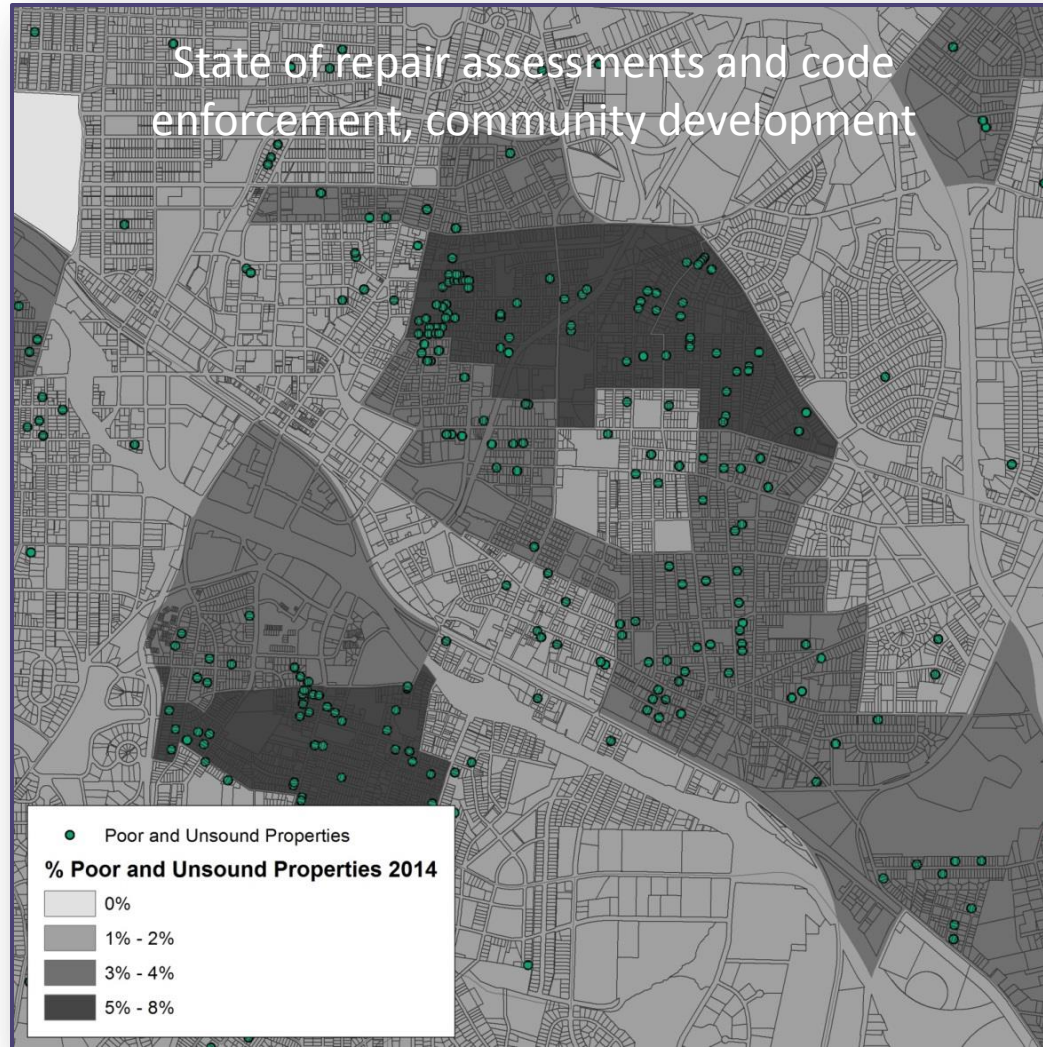 State of repair assessments and code
enforcement, community development
Poor and Unsound Properties
% Poor and Unsound Properties 2014
0%
1% - 2%
3% - 4%
5% - 8%